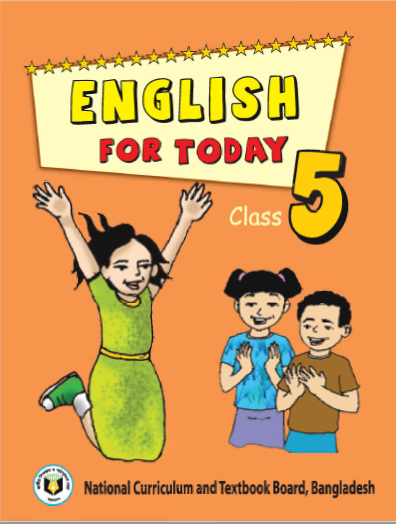 ENGLISH
FOR TODAY
Class 5
National Curriculum and Textbook Board, Bangladesh